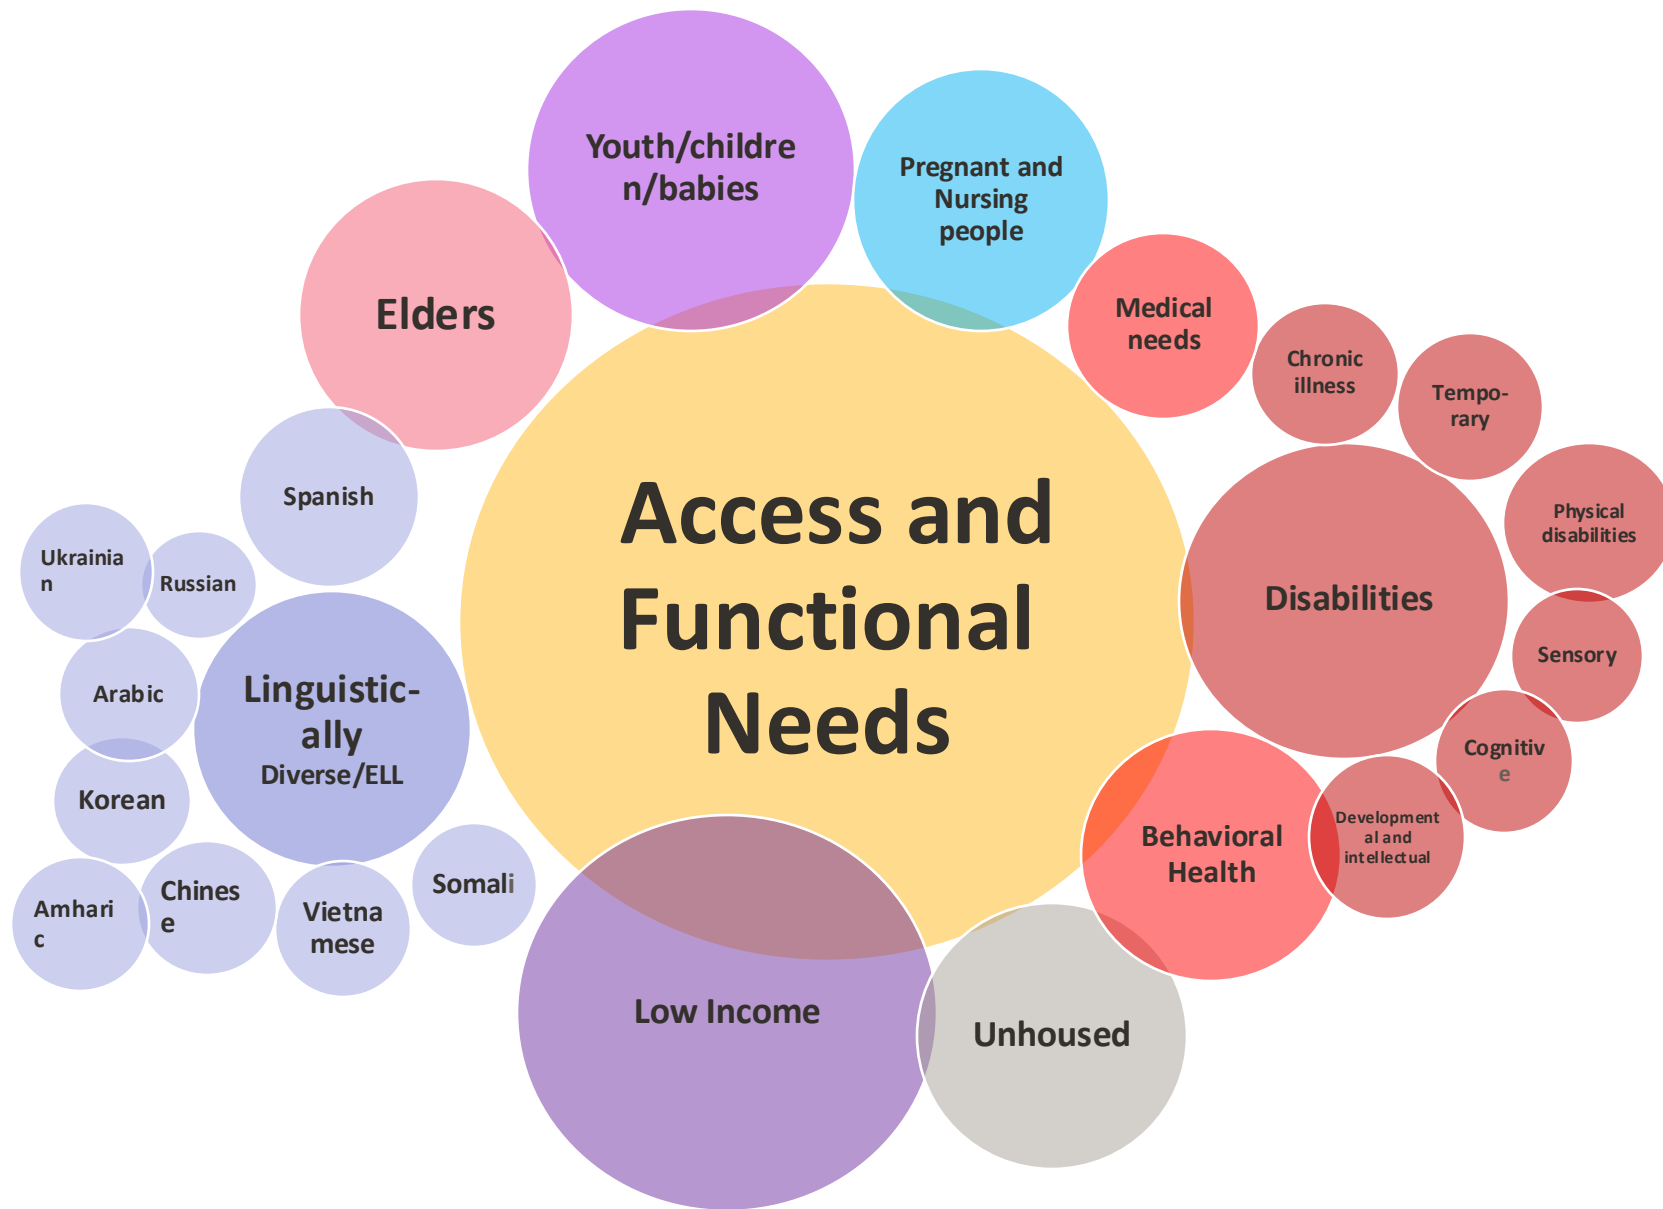 Youth/childre
n/babies
Pregnant and
Nursing
people
Elders
Medical
needs
Chronic
illness
Tempo-
rary
Physical
disabilities
Spanish
Ukrainia
n
Russian
Access and
Functional
Needs
Disabilities
Sensory
Linguistic-
ally
Diverse/ELL
Arabic
Korean
Cognitiv
e
Development
al and
intellectual
Behavioral
Health
Amhari
c
Chines
e
Vietna
mese
Somali
Low Income
Unhoused